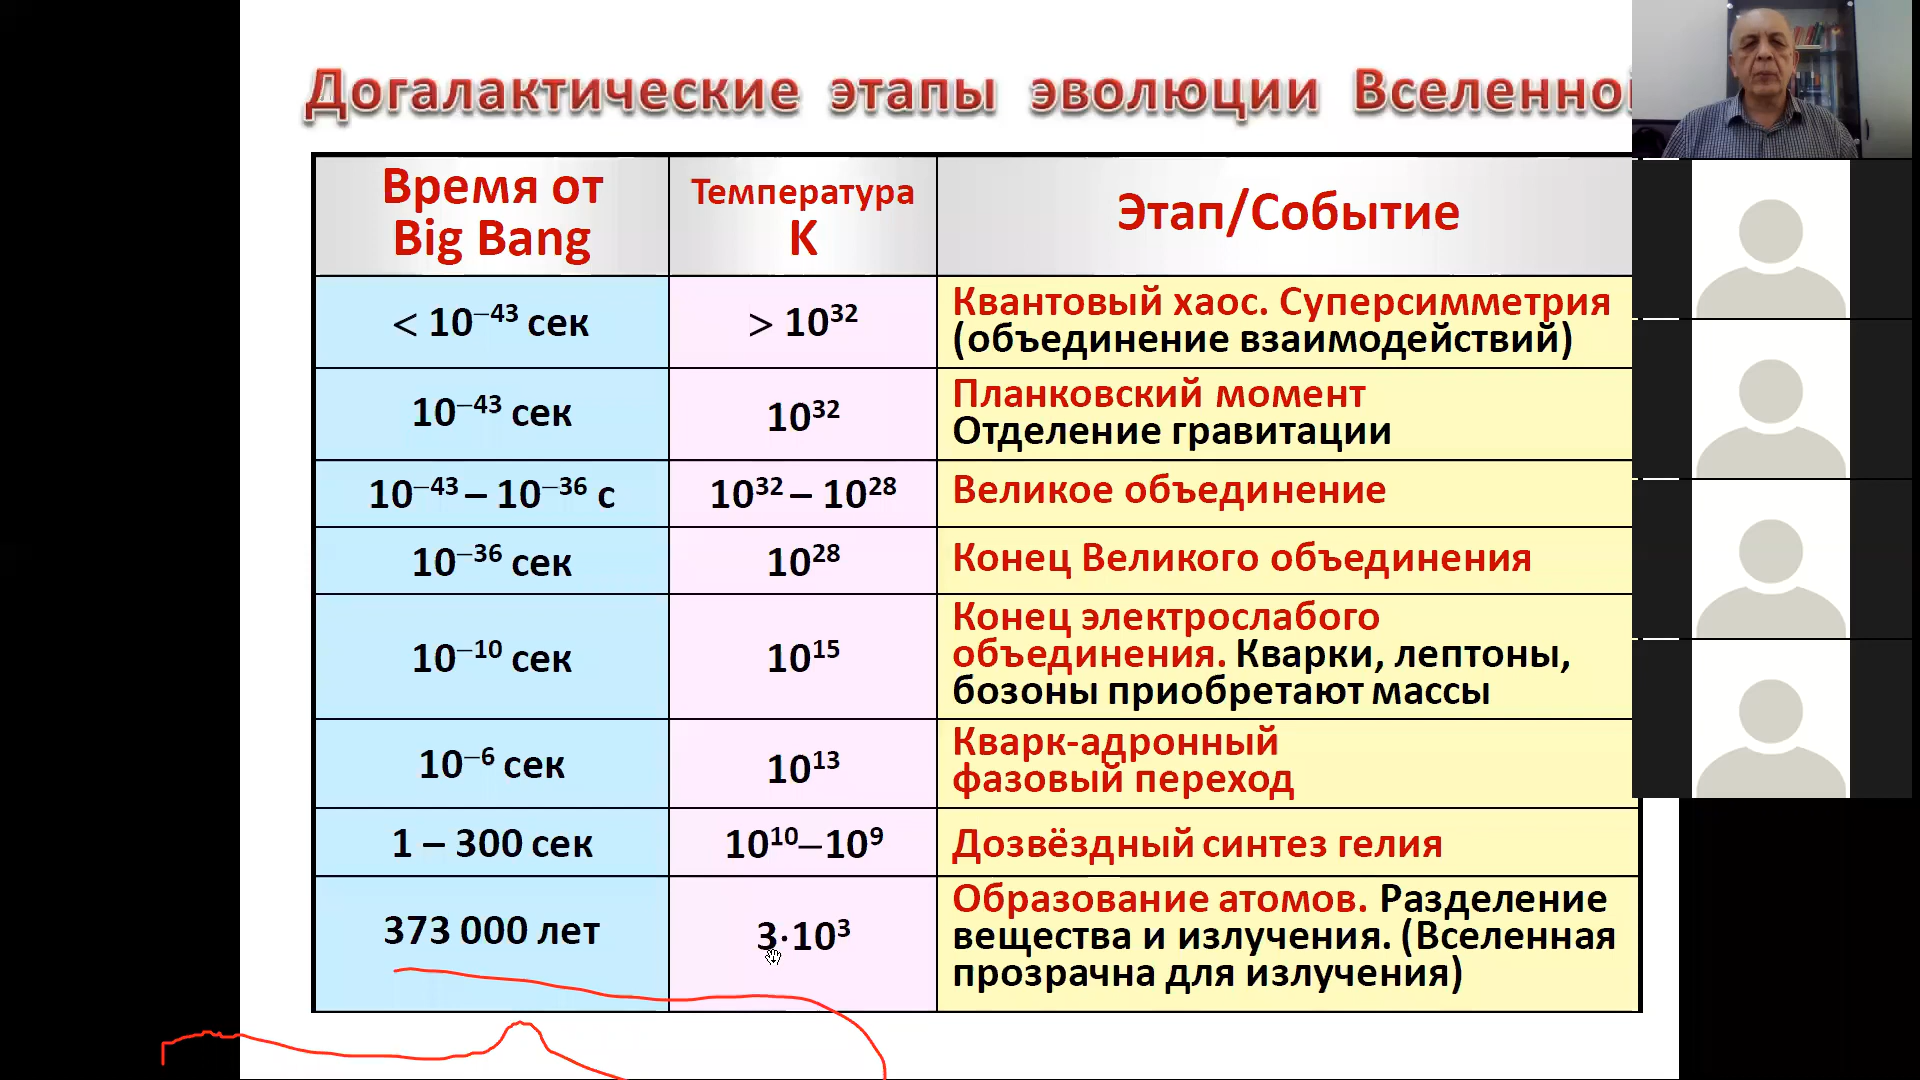 Догалактические этапы эволюции Вселенной
Время от
Big Bang
Температура
K
Этап/Событие
< 10⁻⁴³ сек
> 10³²
Квантовый хаос. Суперсимметрия
(объединение взаимодействий)
10⁻⁴³ сек
10³²
Планковский момент
Отделение гравитации
10⁻⁴³ – 10⁻³⁶ с
10³² – 10²⁸
Великое объединение
10⁻³⁶ сек
10²⁸
Конец Великого объединения
10⁻¹⁰ сек
10¹⁵
Конец электрослабого
объединения. Кварки, лептоны,
бозоны приобретают массы
10⁻⁶ сек
10¹³
Кварк-адронный
фазовый переход
1 – 300 сек
10¹⁰–10⁹
Дозвёздный синтез гелия
373 000 лет
3·10³
Образование атомов. Разделение
вещества и излучения. (Вселенная
прозрачна для излучения)